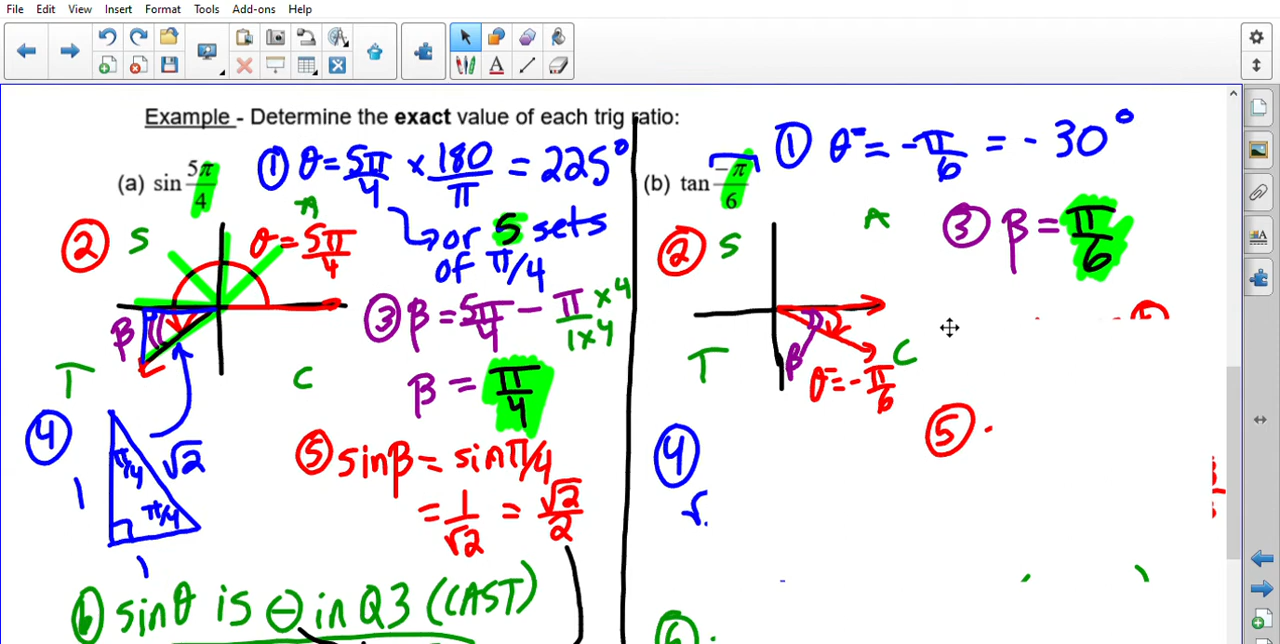 File Edit View Insert Format Tools Add-ons Help
Example - Determine the exact value of each trig ratio:
(a) sin 5π/4
① θ = 5π/4 × 180/π = 225°
or 5 sets
of π/4
② S A
θ = 5π/4
β
T C
③ β = 5π/4 - π×4/1×4
β = π/4
④ π/4 √2
1 π/4
1
⑤ sinβ = sinπ/4
= 1/√2 = √2/2
⑥ sinθ is ⊖ in Q3 (CAST)
(b) tan -π/6
① θ = -π/6 = -30°
② S A
T C
β
θ = -π/6
③ β = π/6
④
√
⑤
⑥